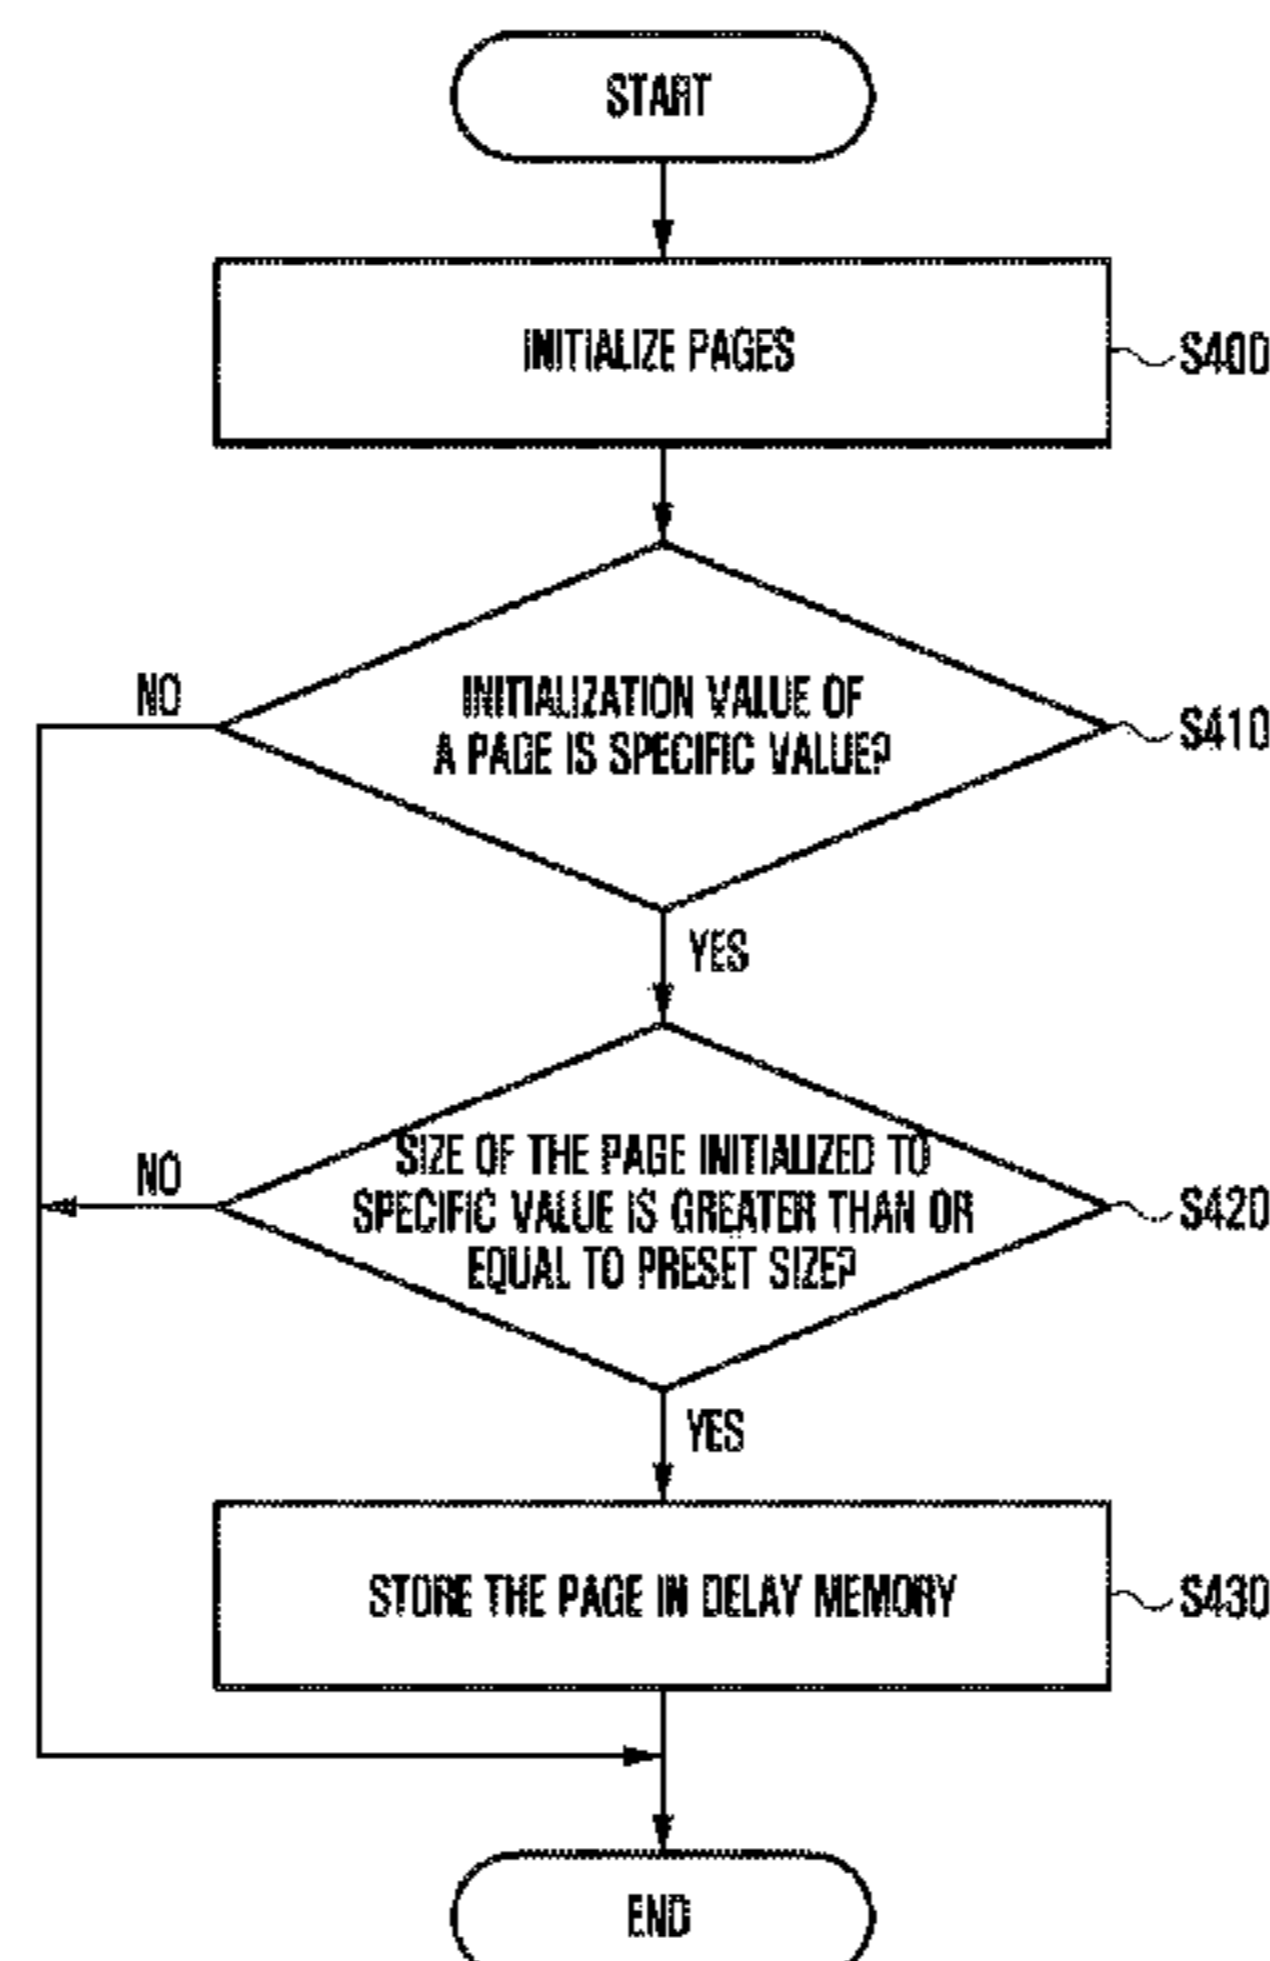 START
INITIALIZE PAGES
S400
NO
INITIALIZATION VALUE OF
A PAGE IS SPECIFIC VALUE?
S410
YES
NO
SIZE OF THE PAGE INITIALIZED TO
SPECIFIC VALUE IS GREATER THAN OR
EQUAL TO PRESET SIZE?
S420
YES
STORE THE PAGE IN DELAY MEMORY
S430
END